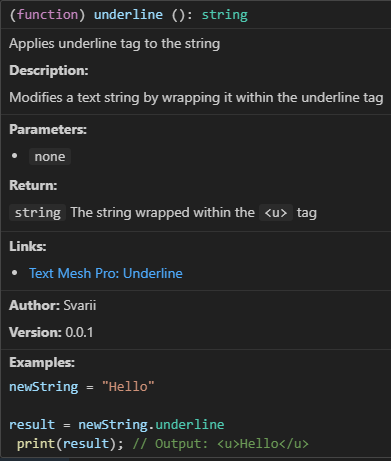 (function) underline (): string
Applies underline tag to the string
Description:
Modifies a text string by wrapping it within the underline tag
Parameters:
• none
Return:
string The string wrapped within the <u> tag
Links:
• Text Mesh Pro: Underline
Author: Svarii
Version: 0.0.1
Examples:
newString = "Hello"
result = newString.underline
print(result); // Output: <u>Hello</u>